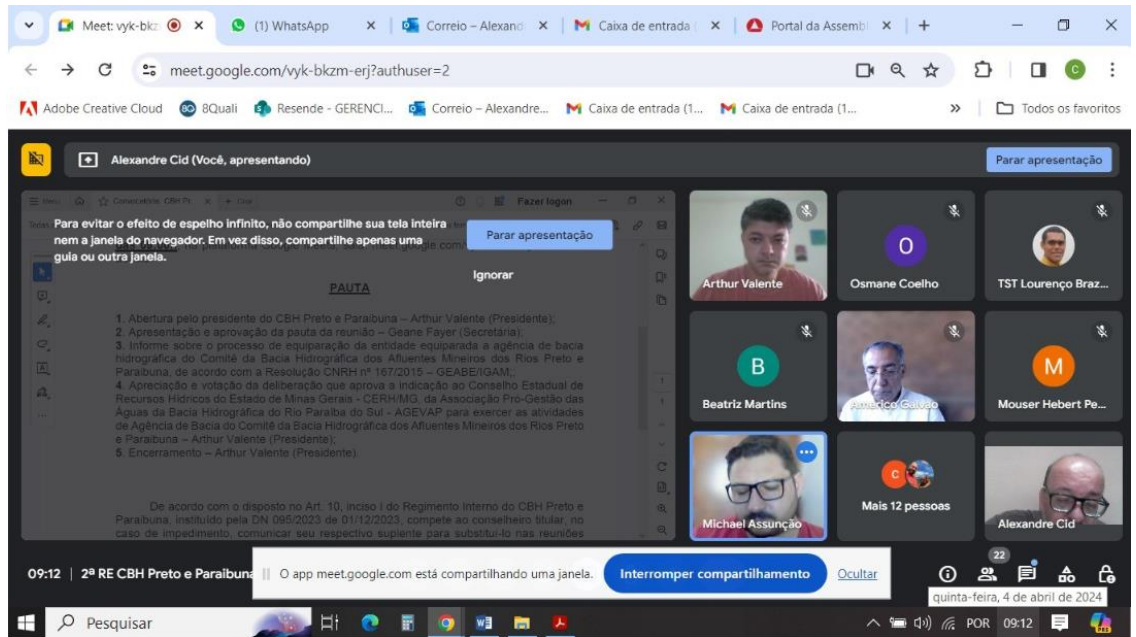 Meet: vyk-bkz
(1) WhatsApp
Correio – Alexand
Caixa de entrada (
Portal da Assembl
meet.google.com/vyk-bkzm-erj?authuser=2
Adobe Creative Cloud
8Quali
Resende - GERENCI...
Correio – Alexandre...
Caixa de entrada (1...
Caixa de entrada (1...
Todos os favoritos
Alexandre Cid (Você, apresentando)
Parar apresentação
Menu
Fazer logon
Para evitar o efeito de espelho infinito, não compartilhe sua tela inteira
nem a janela do navegador. Em vez disso, compartilhe apenas uma
guia ou outra janela.
Parar apresentação
Ignorar
PAUTA
1. Abertura pelo presidente do CBH Preto e Paraibuna – Arthur Valente (Presidente);
2. Apresentação e aprovação da pauta da reunião – Geane Fayer (Secretária);
3. Informe sobre o processo de equiparação da entidade equiparada a agência de bacia
hidrográfica do Comitê da Bacia Hidrográfica dos Afluentes Mineiros dos Rios Preto e
Paraibuna, de acordo com a Resolução CNRH nº 167/2015 – GEABE/IGAM;;
4. Apreciação e votação da deliberação que aprova a indicação ao Conselho Estadual de
Recursos Hídricos do Estado de Minas Gerais - CERH/MG, da Associação Pró-Gestão das
Águas da Bacia Hidrográfica do Rio Paraíba do Sul - AGEVAP para exercer as atividades
de Agência de Bacia do Comitê da Bacia Hidrográfica dos Afluentes Mineiros dos Rios Preto
e Paraibuna – Arthur Valente (Presidente);
5. Encerramento – Arthur Valente (Presidente).
De acordo com o disposto no Art. 10, inciso I do Regimento Interno do CBH Preto e
Paraibuna, instituído pela DN 095/2023 de 01/12/2023, compete ao conselheiro titular, no
caso de impedimento, comunicar seu respectivo suplente para substituí-lo nas reuniões
Arthur Valente
O
Osmane Coelho
TST Lourenço Braz...
B
Beatriz Martins
Américo Galvão
M
Mouser Hebert Pe...
Michael Assunção
C
Mais 12 pessoas
Alexandre Cid
09:12 | 2ª RE CBH Preto e Paraibuna
O app meet.google.com está compartilhando uma janela.
Interromper compartilhamento
Ocultar
22
quinta-feira, 4 de abril de 2024
Pesquisar
POR
09:12